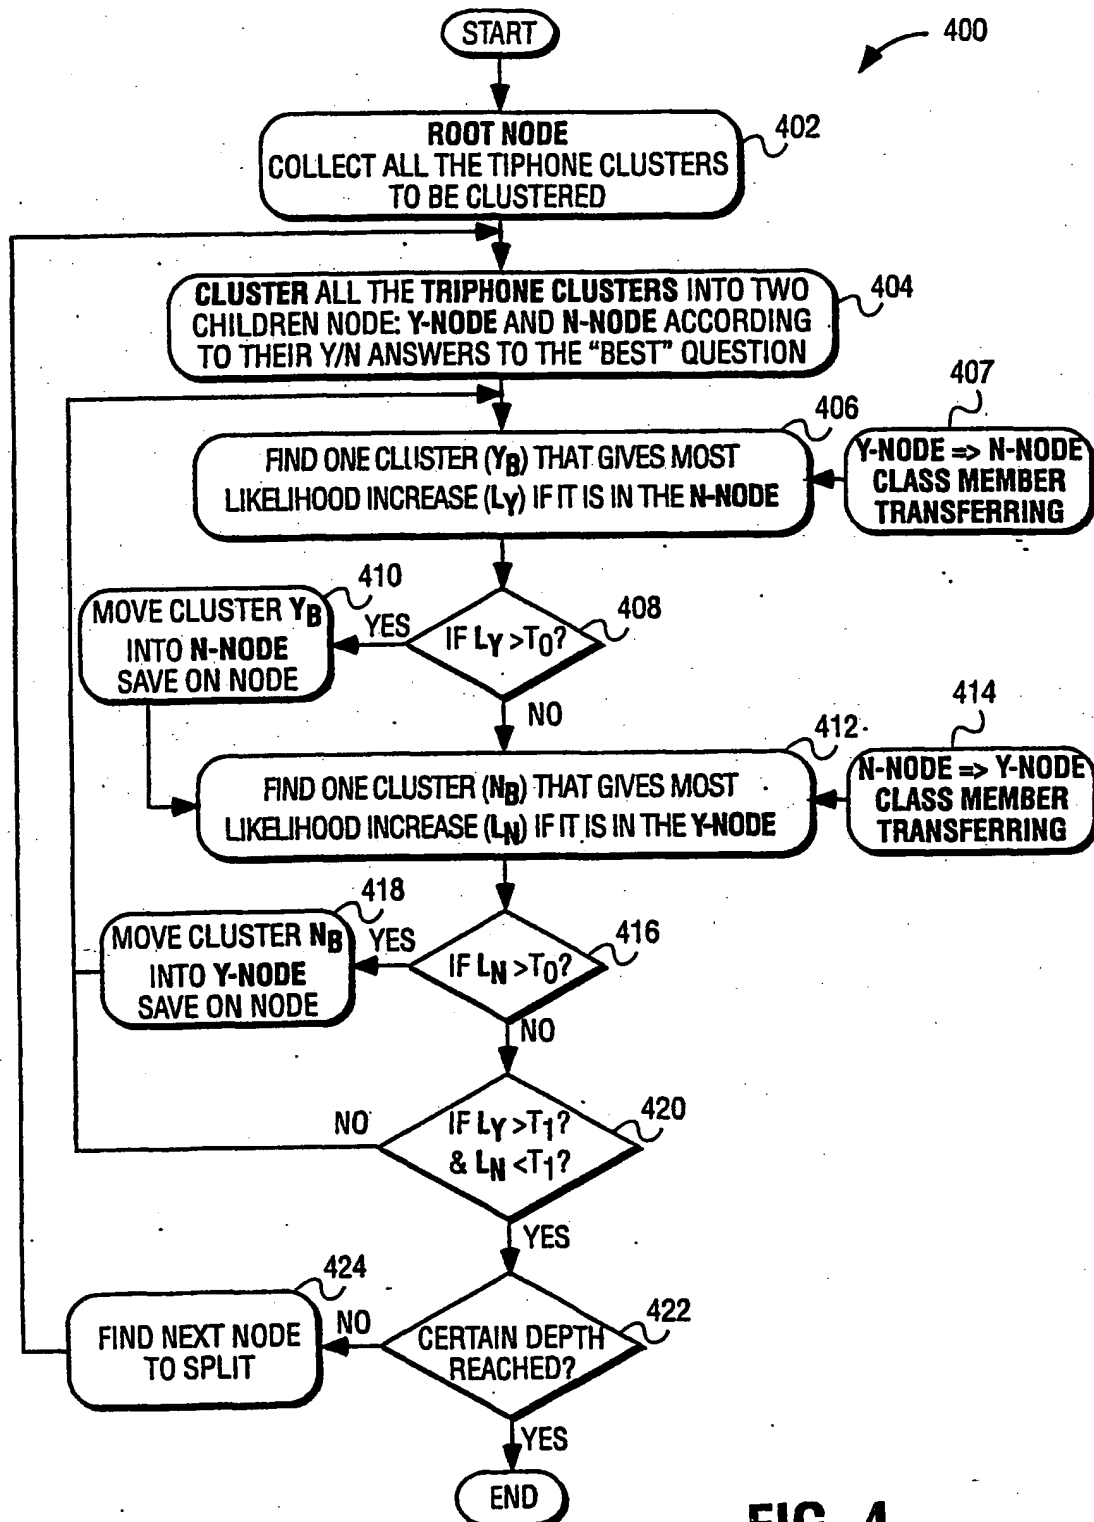 START
400
ROOT NODE
COLLECT ALL THE TIPHONE CLUSTERS
TO BE CLUSTERED
402
CLUSTER ALL THE TRIPHONE CLUSTERS INTO TWO
CHILDREN NODE: Y-NODE AND N-NODE ACCORDING
TO THEIR Y/N ANSWERS TO THE "BEST" QUESTION
404
FIND ONE CLUSTER (YB) THAT GIVES MOST
LIKELIHOOD INCREASE (LY) IF IT IS IN THE N-NODE
406
407
Y-NODE => N-NODE
CLASS MEMBER
TRANSFERRING
IF LY >T0?
408
YES
NO
410
MOVE CLUSTER YB
INTO N-NODE
SAVE ON NODE
FIND ONE CLUSTER (NB) THAT GIVES MOST
LIKELIHOOD INCREASE (LN) IF IT IS IN THE Y-NODE
412
414
N-NODE => Y-NODE
CLASS MEMBER
TRANSFERRING
IF LN >T0?
416
YES
NO
418
MOVE CLUSTER NB
INTO Y-NODE
SAVE ON NODE
IF LY >T1?
& LN <T1?
420
NO
YES
CERTAIN DEPTH
REACHED?
422
NO
YES
424
FIND NEXT NODE
TO SPLIT
END
FIG. 4